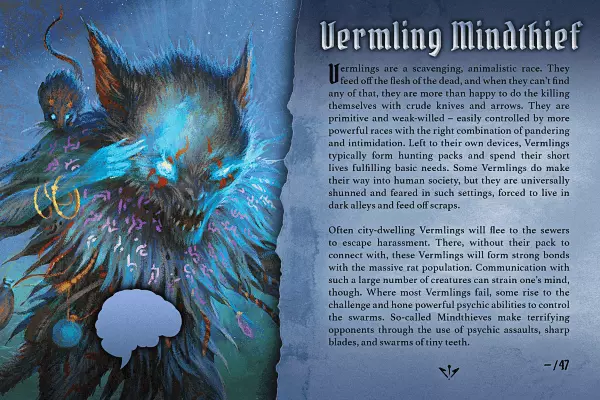 Vermling Mindthief
Vermlings are a scavenging, animalistic race. They
feed off the flesh of the dead, and when they can't find
any of that, they are more than happy to do the killing
themselves with crude knives and arrows. They are
primitive and weak-willed – easily controlled by more
powerful races with the right combination of pandering
and intimidation. Left to their own devices, Vermlings
typically form hunting packs and spend their short
lives fulfilling basic needs. Some Vermlings do make
their way into human society, but they are universally
shunned and feared in such settings, forced to live in
dark alleys and feed off scraps.
Often city-dwelling Vermlings will flee to the sewers
to escape harassment. There, without their pack to
connect with, these Vermlings will form strong bonds
with the massive rat population. Communication with
such a large number of creatures can strain one's mind,
though. Where most Vermlings fail, some rise to the
challenge and hone powerful psychic abilities to control
the swarms. So-called Mindthieves make terrifying
opponents through the use of psychic assaults, sharp
blades, and swarms of tiny teeth.
–/47